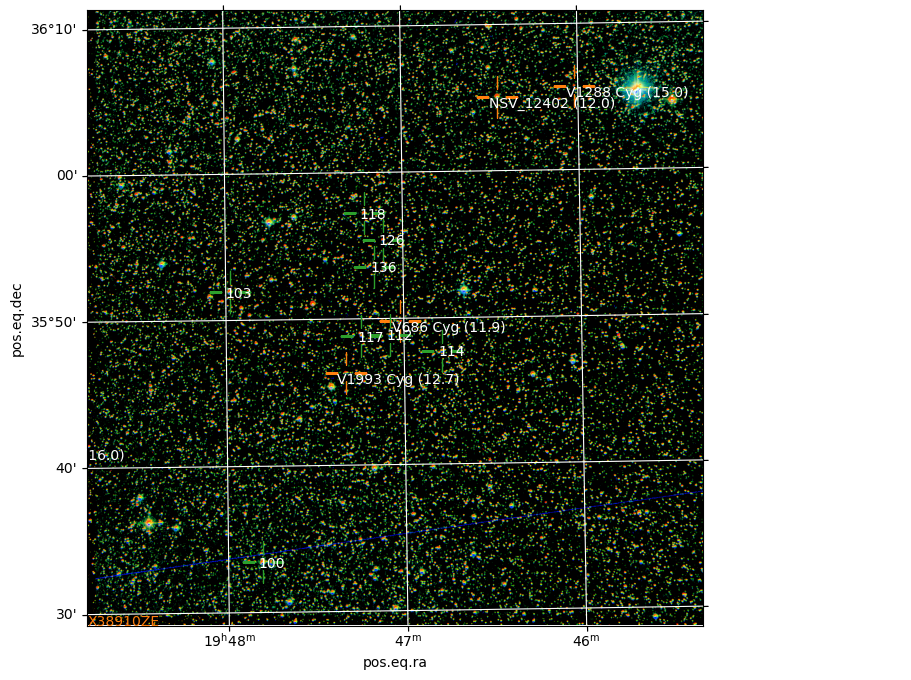 36°10'
V1288 Cyg (15.0)
NSV_12402 (12.0)
00'
118
126
136
103
35°50'
V686 Cyg (11.9)
117
112
114
V1993 Cyg (12.7)
16.0)
40'
100
30'
X38910ZE
19h48m
47m
46m
pos.eq.ra
pos.eq.dec